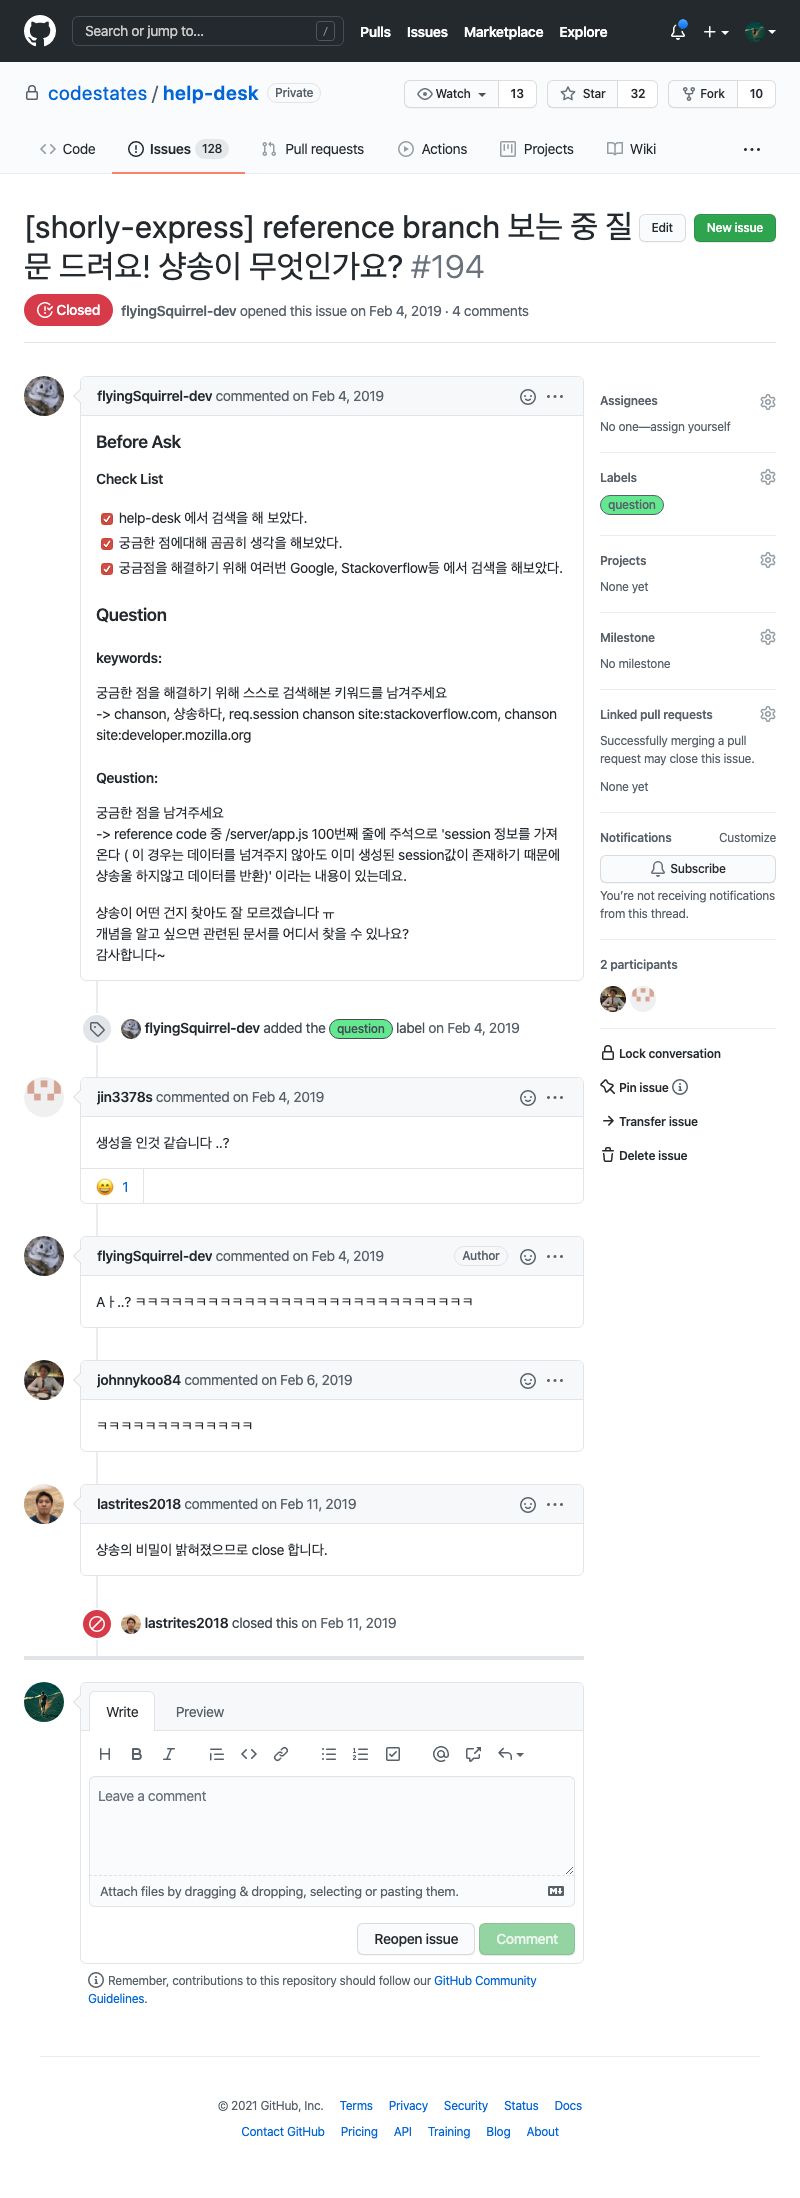 Search or jump to... /
Pulls Issues Marketplace Explore
codestates / help-desk Private
Watch 13 Star 32 Fork 10
Code Issues 128 Pull requests Actions Projects Wiki ...
[shorly-express] reference branch 보는 중 질
문 드려요! 샹송이 무엇인가요? #194
Edit New issue
Closed flyingSquirrel-dev opened this issue on Feb 4, 2019 · 4 comments
flyingSquirrel-dev commented on Feb 4, 2019
Before Ask
Check List
help-desk 에서 검색을 해 보았다.
궁금한 점에대해 곰곰히 생각을 해보았다.
궁금점을 해결하기 위해 여러번 Google, Stackoverflow등 에서 검색을 해보았다.
Question
keywords:
궁금한 점을 해결하기 위해 스스로 검색해본 키워드를 남겨주세요
-> chanson, 샹송하다, req.session chanson site:stackoverflow.com, chanson
site:developer.mozilla.org
Qeustion:
궁금한 점을 남겨주세요
-> reference code 중 /server/app.js 100번째 줄에 주석으로 'session 정보를 가져
온다 ( 이 경우는 데이터를 넘겨주지 않아도 이미 생성된 session값이 존재하기 때문에
샹송울 하지않고 데이터를 반환)' 이라는 내용이 있는데요.
샹송이 어떤 건지 찾아도 잘 모르겠습니다 ㅠ
개념을 알고 싶으면 관련된 문서를 어디서 찾을 수 있나요?
감사합니다~
flyingSquirrel-dev added the question label on Feb 4, 2019
jin3378s commented on Feb 4, 2019
생성을 인것 같습니다 ..?
😄 1
flyingSquirrel-dev commented on Feb 4, 2019 Author
Aㅏ..? ㅋㅋㅋㅋㅋㅋㅋㅋㅋㅋㅋㅋㅋㅋㅋㅋㅋㅋㅋㅋㅋㅋㅋㅋㅋㅋㅋㅋ
johnnykoo84 commented on Feb 6, 2019
ㅋㅋㅋㅋㅋㅋㅋㅋㅋㅋㅋㅋㅋ
lastrites2018 commented on Feb 11, 2019
샹송의 비밀이 밝혀졌으므로 close 합니다.
lastrites2018 closed this on Feb 11, 2019
Assignees
No one—assign yourself
Labels
question
Projects
None yet
Milestone
No milestone
Linked pull requests
Successfully merging a pull
request may close this issue.
None yet
Notifications Customize
Subscribe
You're not receiving notifications
from this thread.
2 participants
Lock conversation
Pin issue
Transfer issue
Delete issue
Write Preview
H B I
Leave a comment
Attach files by dragging & dropping, selecting or pasting them.
Reopen issue Comment
Remember, contributions to this repository should follow our GitHub Community
Guidelines.
© 2021 GitHub, Inc. Terms Privacy Security Status Docs
Contact GitHub Pricing API Training Blog About